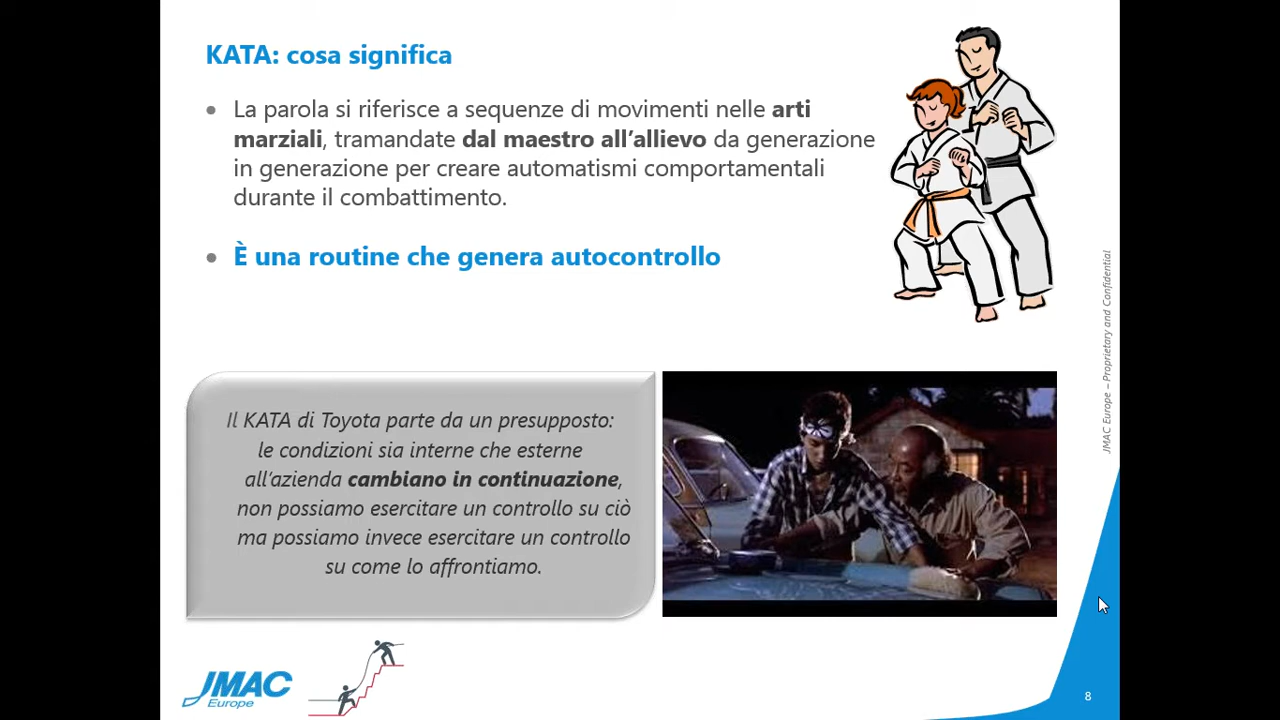 KATA: cosa significa
La parola si riferisce a sequenze di movimenti nelle arti
marziali, tramandate dal maestro all’allievo da generazione
in generazione per creare automatismi comportamentali
durante il combattimento.
È una routine che genera autocontrollo
Il KATA di Toyota parte da un presupposto:
le condizioni sia interne che esterne
all’azienda cambiano in continuazione,
non possiamo esercitare un controllo su ciò
ma possiamo invece esercitare un controllo
su come lo affrontiamo.
JMAC Europe – Proprietary and Confidential
JMAC
Europe
8